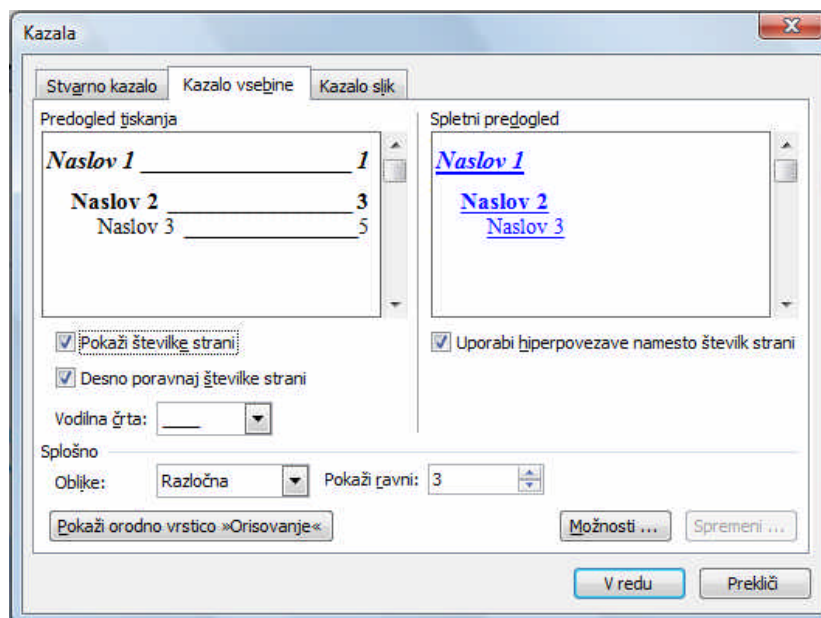 Kazala
Stvarno kazalo Kazalo vsebine Kazalo slik
Predogled tiskanja
Naslov 1 1
Naslov 2 3
Naslov 3 5
Spletni predogled
Naslov 1
Naslov 2
Naslov 3
Pokaži številke strani
Desno poravnaj številke strani
Vodilna črta: ____
Uporabi hiperpovezave namesto številk strani
Splošno
Oblike: Razločna Pokaži ravni: 3
Pokaži orodno vrstico »Orisovanje« Možnosti ... Spremeni ...
V redu Prekliči